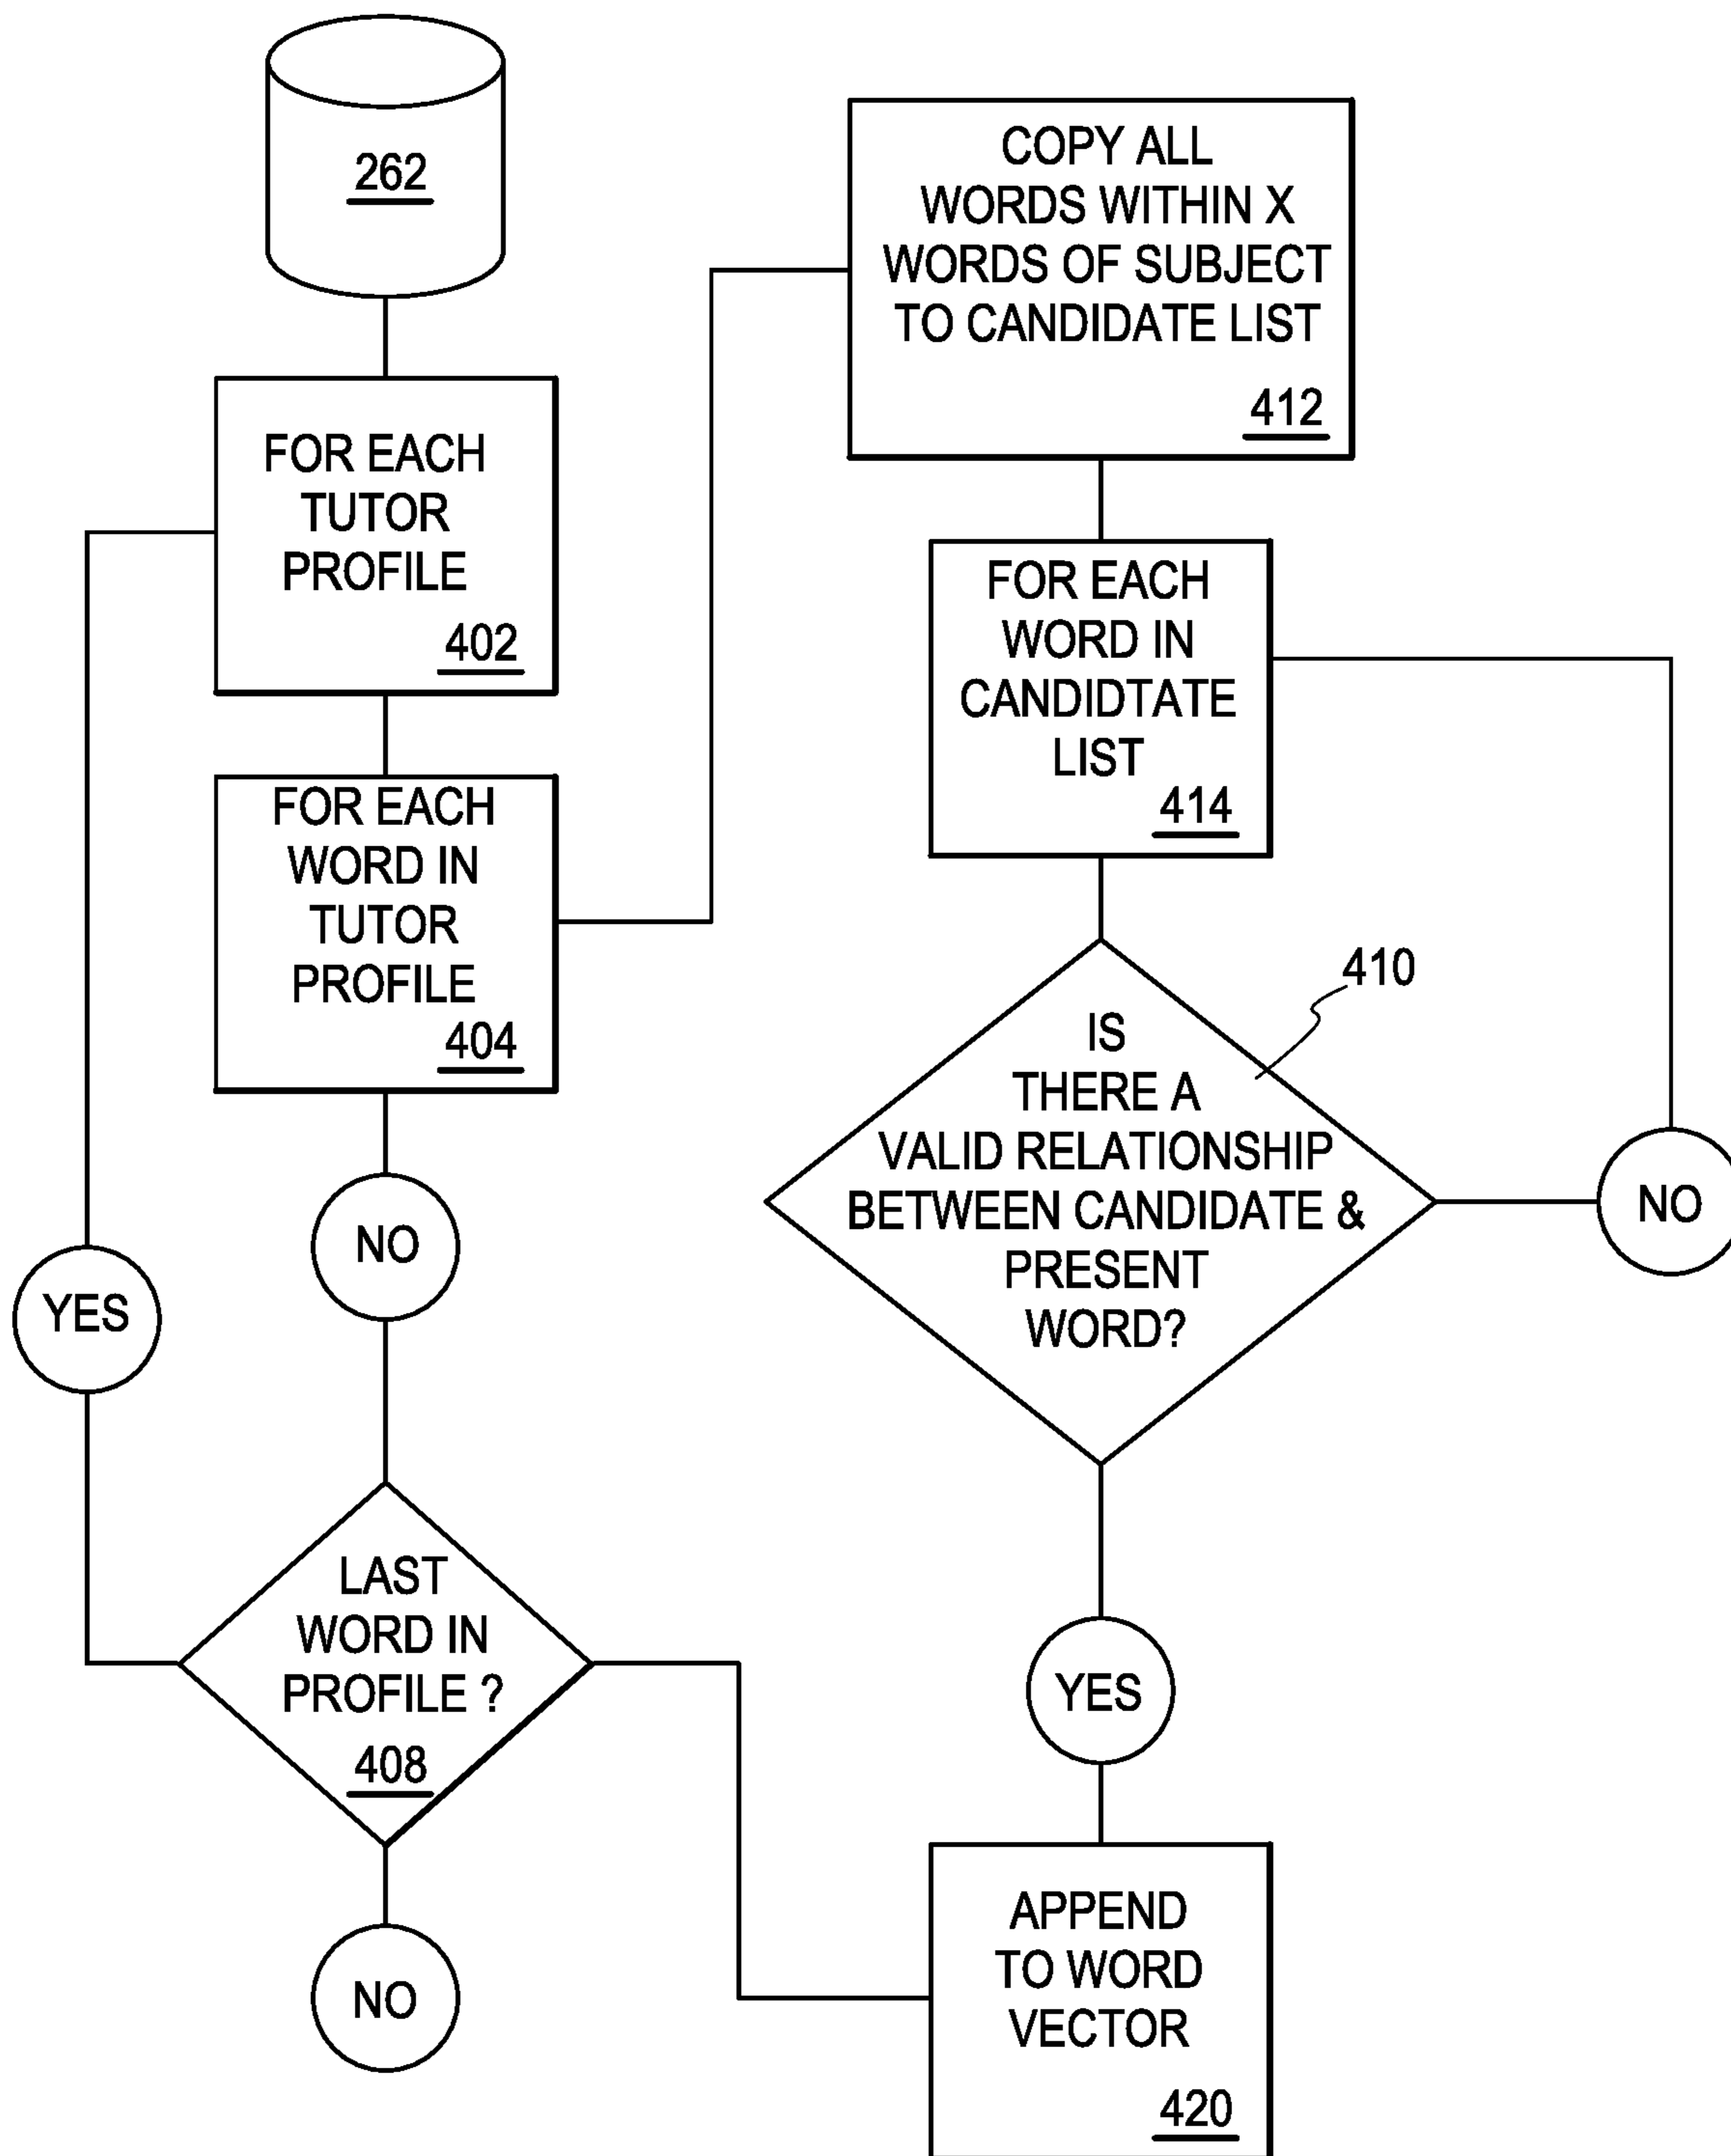 262
FOR EACH
TUTOR
PROFILE
402
FOR EACH
WORD IN
TUTOR
PROFILE
404
NO
YES
LAST
WORD IN
PROFILE ?
408
NO
COPY ALL
WORDS WITHIN X
WORDS OF SUBJECT
TO CANDIDATE LIST
412
FOR EACH
WORD IN
CANDIDTATE
LIST
414
410
IS
THERE A
VALID RELATIONSHIP
BETWEEN CANDIDATE &
PRESENT
WORD?
NO
YES
APPEND
TO WORD
VECTOR
420